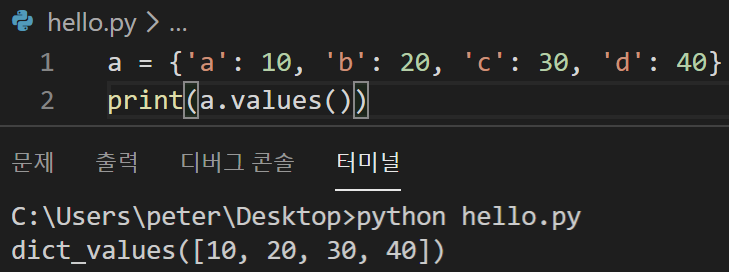 hello.py > ...
1 a = {'a': 10, 'b': 20, 'c': 30, 'd': 40}
2 print(a.values())
문제 출력 디버그 콘솔 터미널
C:\Users\peter\Desktop>python hello.py
dict_values([10, 20, 30, 40])